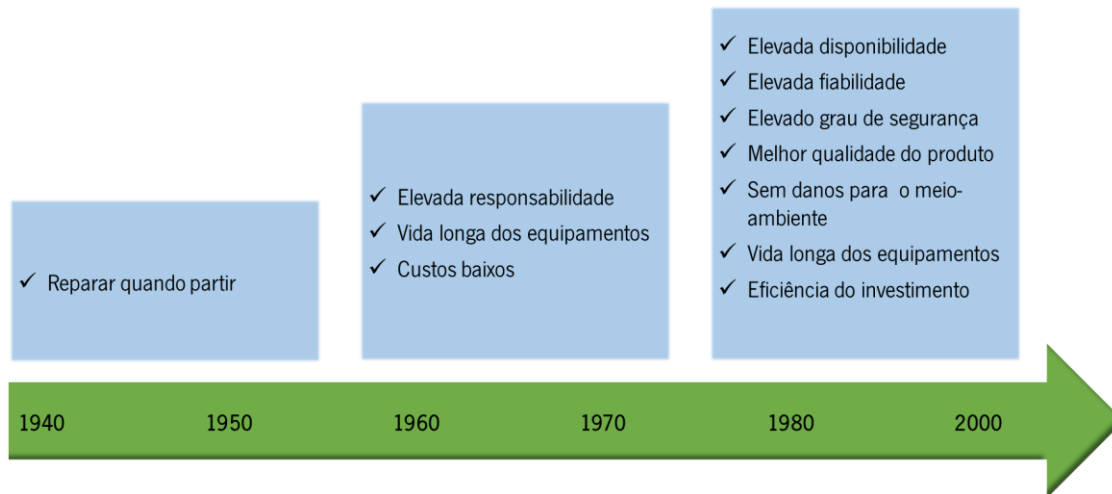 ✓ Reparar quando partir
✓ Elevada responsabilidade
✓ Vida longa dos equipamentos
✓ Custos baixos
✓ Elevada disponibilidade
✓ Elevada fiabilidade
✓ Elevado grau de segurança
✓ Melhor qualidade do produto
✓ Sem danos para o meio-
ambiente
✓ Vida longa dos equipamentos
✓ Eficiência do investimento
1940 1950 1960 1970 1980 2000